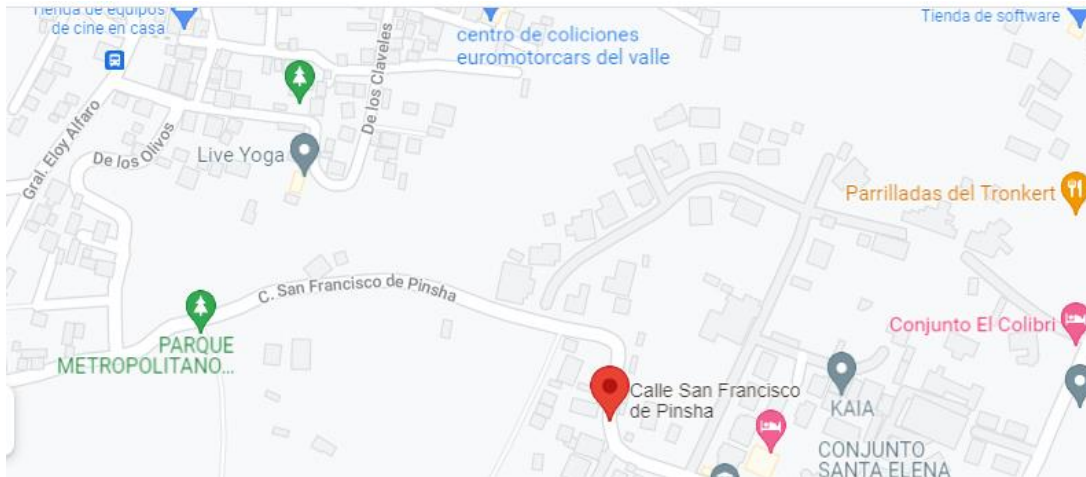 Tienda de equipos
de cine en casa
centro de coliciones
euromotorcars del valle
Tienda de software
De los Claveles
Gral. Eloy Alfaro
De los Olivos
Live Yoga
Parrilladas del Tronkert
C. San Francisco de Pinsha
PARQUE
METROPOLITANO...
Conjunto El Colibri
Calle San Francisco
de Pinsha
KAIA
CONJUNTO
SANTA ELENA